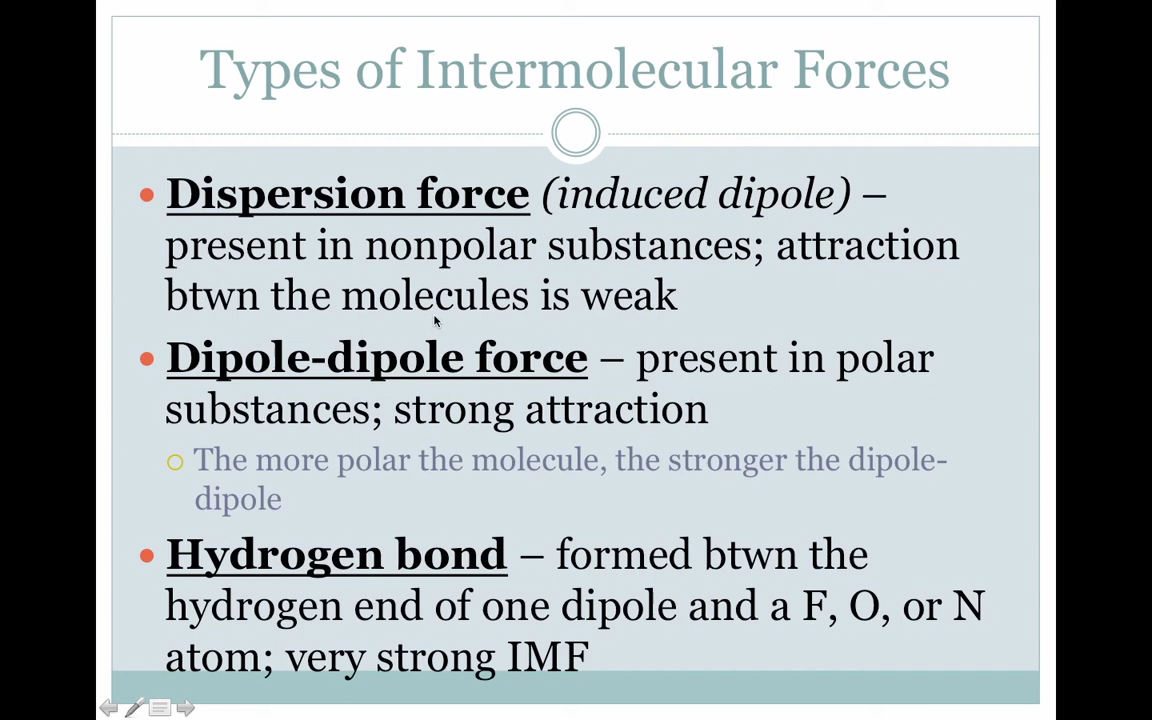 Types of Intermolecular Forces
• Dispersion force (induced dipole) –
present in nonpolar substances; attraction
btwn the molecules is weak
• Dipole-dipole force – present in polar
substances; strong attraction
○ The more polar the molecule, the stronger the dipole-
dipole
• Hydrogen bond – formed btwn the
hydrogen end of one dipole and a F, O, or N
atom; very strong IMF